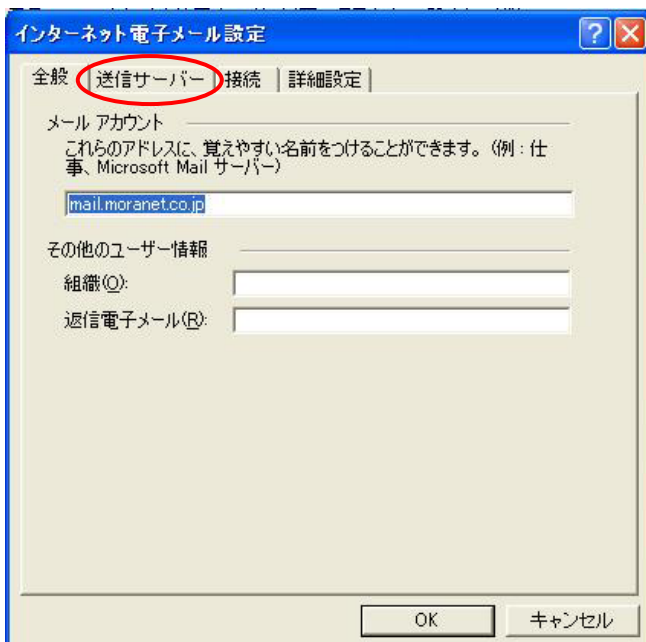 インターネット電子メール設定
全般 送信サーバー 接続 詳細設定
メール アカウント
これらのアドレスに、覚えやすい名前をつけることができます。(例 : 仕
事、Microsoft Mail サーバー)
mail.moranet.co.jp
その他のユーザー情報
組織(O):
返信電子メール(R):
OK キャンセル